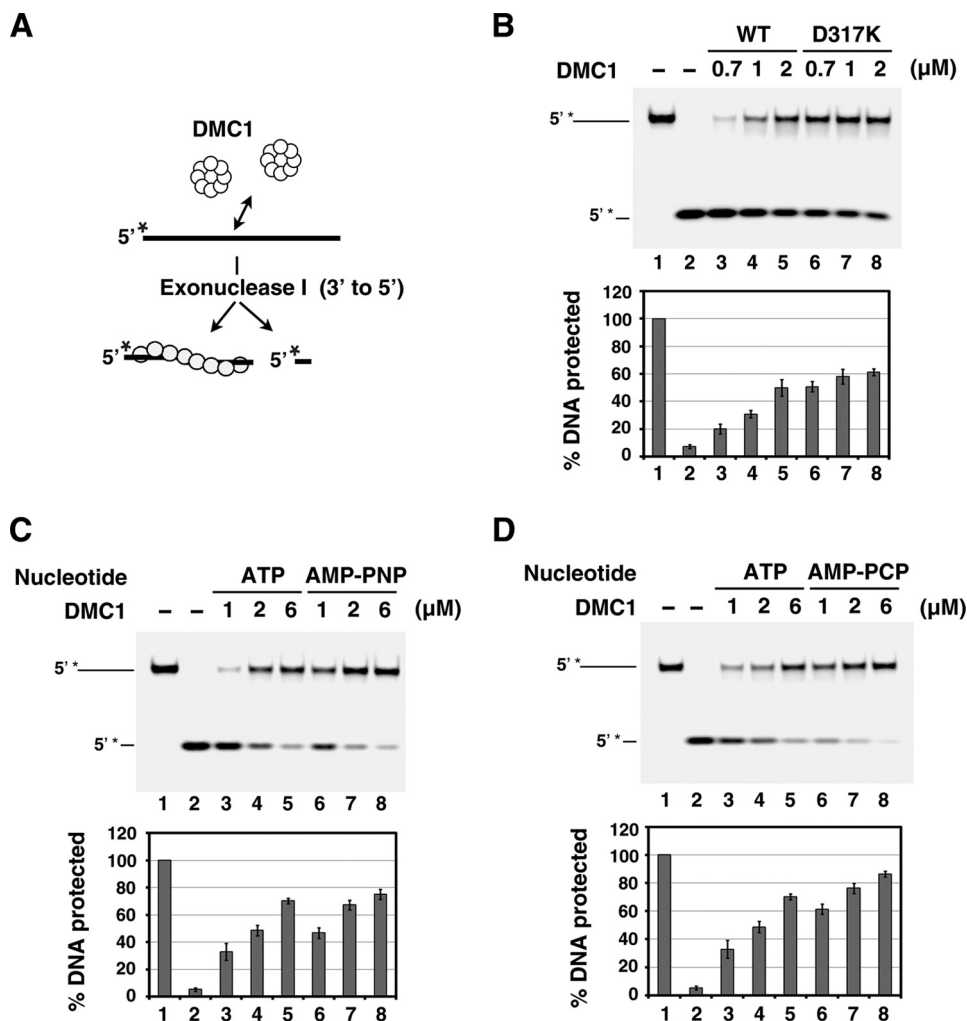 A
DMC1
5'*
Exonuclease I (3' to 5')
5'* 5'*
B
WT D317K
DMC1 – – 0.7 1 2 0.7 1 2 (μM)
5'*
5'*
1 2 3 4 5 6 7 8
% DNA protected
120
100
80
60
40
20
0
1 2 3 4 5 6 7 8
C
Nucleotide ATP AMP-PNP
DMC1 – – 1 2 6 1 2 6 (μM)
5'*
5'*
1 2 3 4 5 6 7 8
% DNA protected
120
100
80
60
40
20
0
1 2 3 4 5 6 7 8
D
Nucleotide ATP AMP-PCP
DMC1 – – 1 2 6 1 2 6 (μM)
5'*
5'*
1 2 3 4 5 6 7 8
% DNA protected
120
100
80
60
40
20
0
1 2 3 4 5 6 7 8